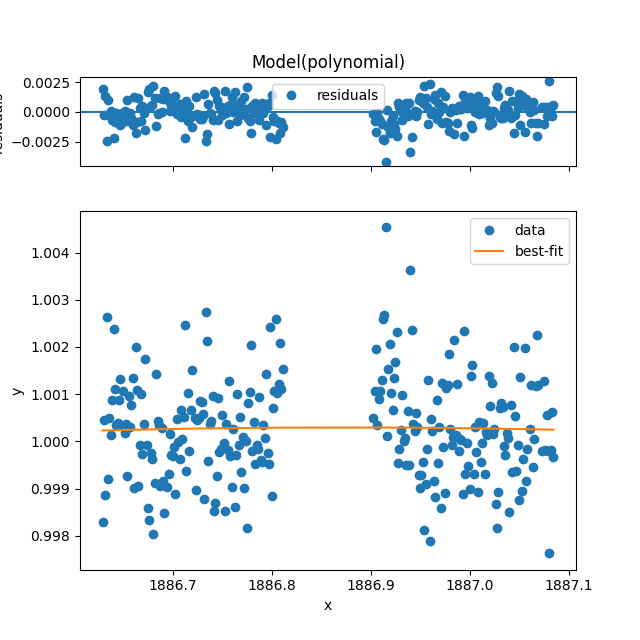 Model(polynomial)
0.0025
0.0000
−0.0025
residuals
residuals
data
best-fit
1.004
1.003
1.002
1.001
1.000
0.999
0.998
y
1886.7 1886.8 1886.9 1887.0 1887.1
x